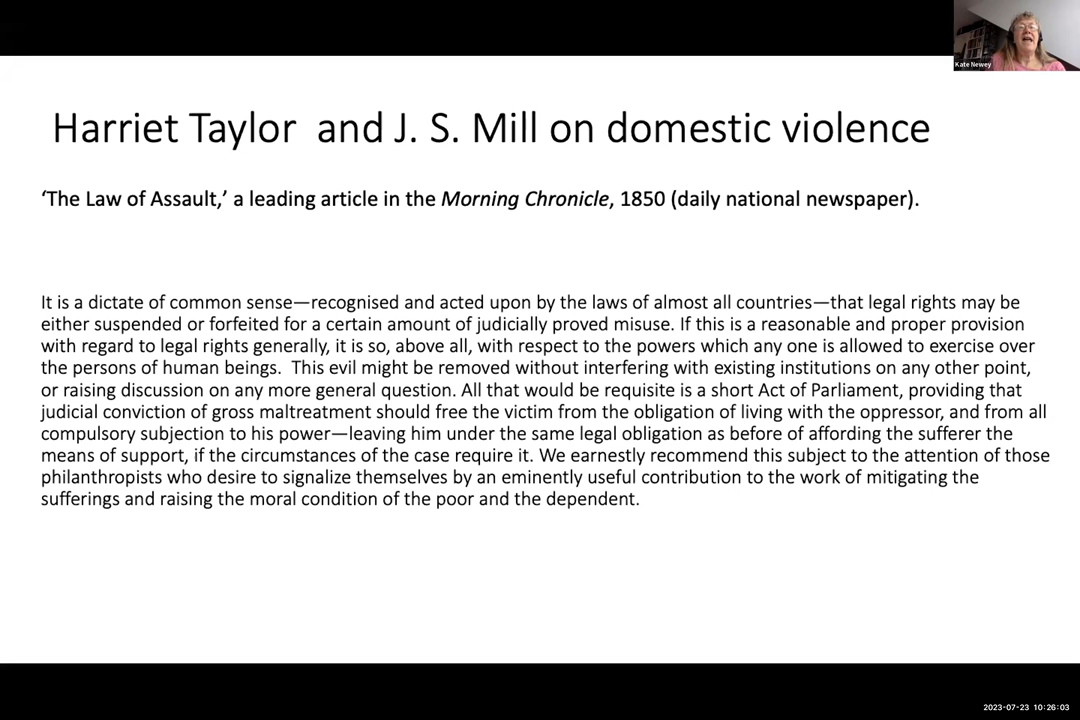 Kate Newey
Harriet Taylor  and J. S. Mill on domestic violence
‘The Law of Assault,’ a leading article in the Morning Chronicle, 1850 (daily national newspaper).
It is a dictate of common sense—recognised and acted upon by the laws of almost all countries—that legal rights may be
either suspended or forfeited for a certain amount of judicially proved misuse. If this is a reasonable and proper provision
with regard to legal rights generally, it is so, above all, with respect to the powers which any one is allowed to exercise over
the persons of human beings.  This evil might be removed without interfering with existing institutions on any other point,
or raising discussion on any more general question. All that would be requisite is a short Act of Parliament, providing that
judicial conviction of gross maltreatment should free the victim from the obligation of living with the oppressor, and from all
compulsory subjection to his power—leaving him under the same legal obligation as before of affording the sufferer the
means of support, if the circumstances of the case require it. We earnestly recommend this subject to the attention of those
philanthropists who desire to signalize themselves by an eminently useful contribution to the work of mitigating the
sufferings and raising the moral condition of the poor and the dependent.
2023-07-23 10:26:03